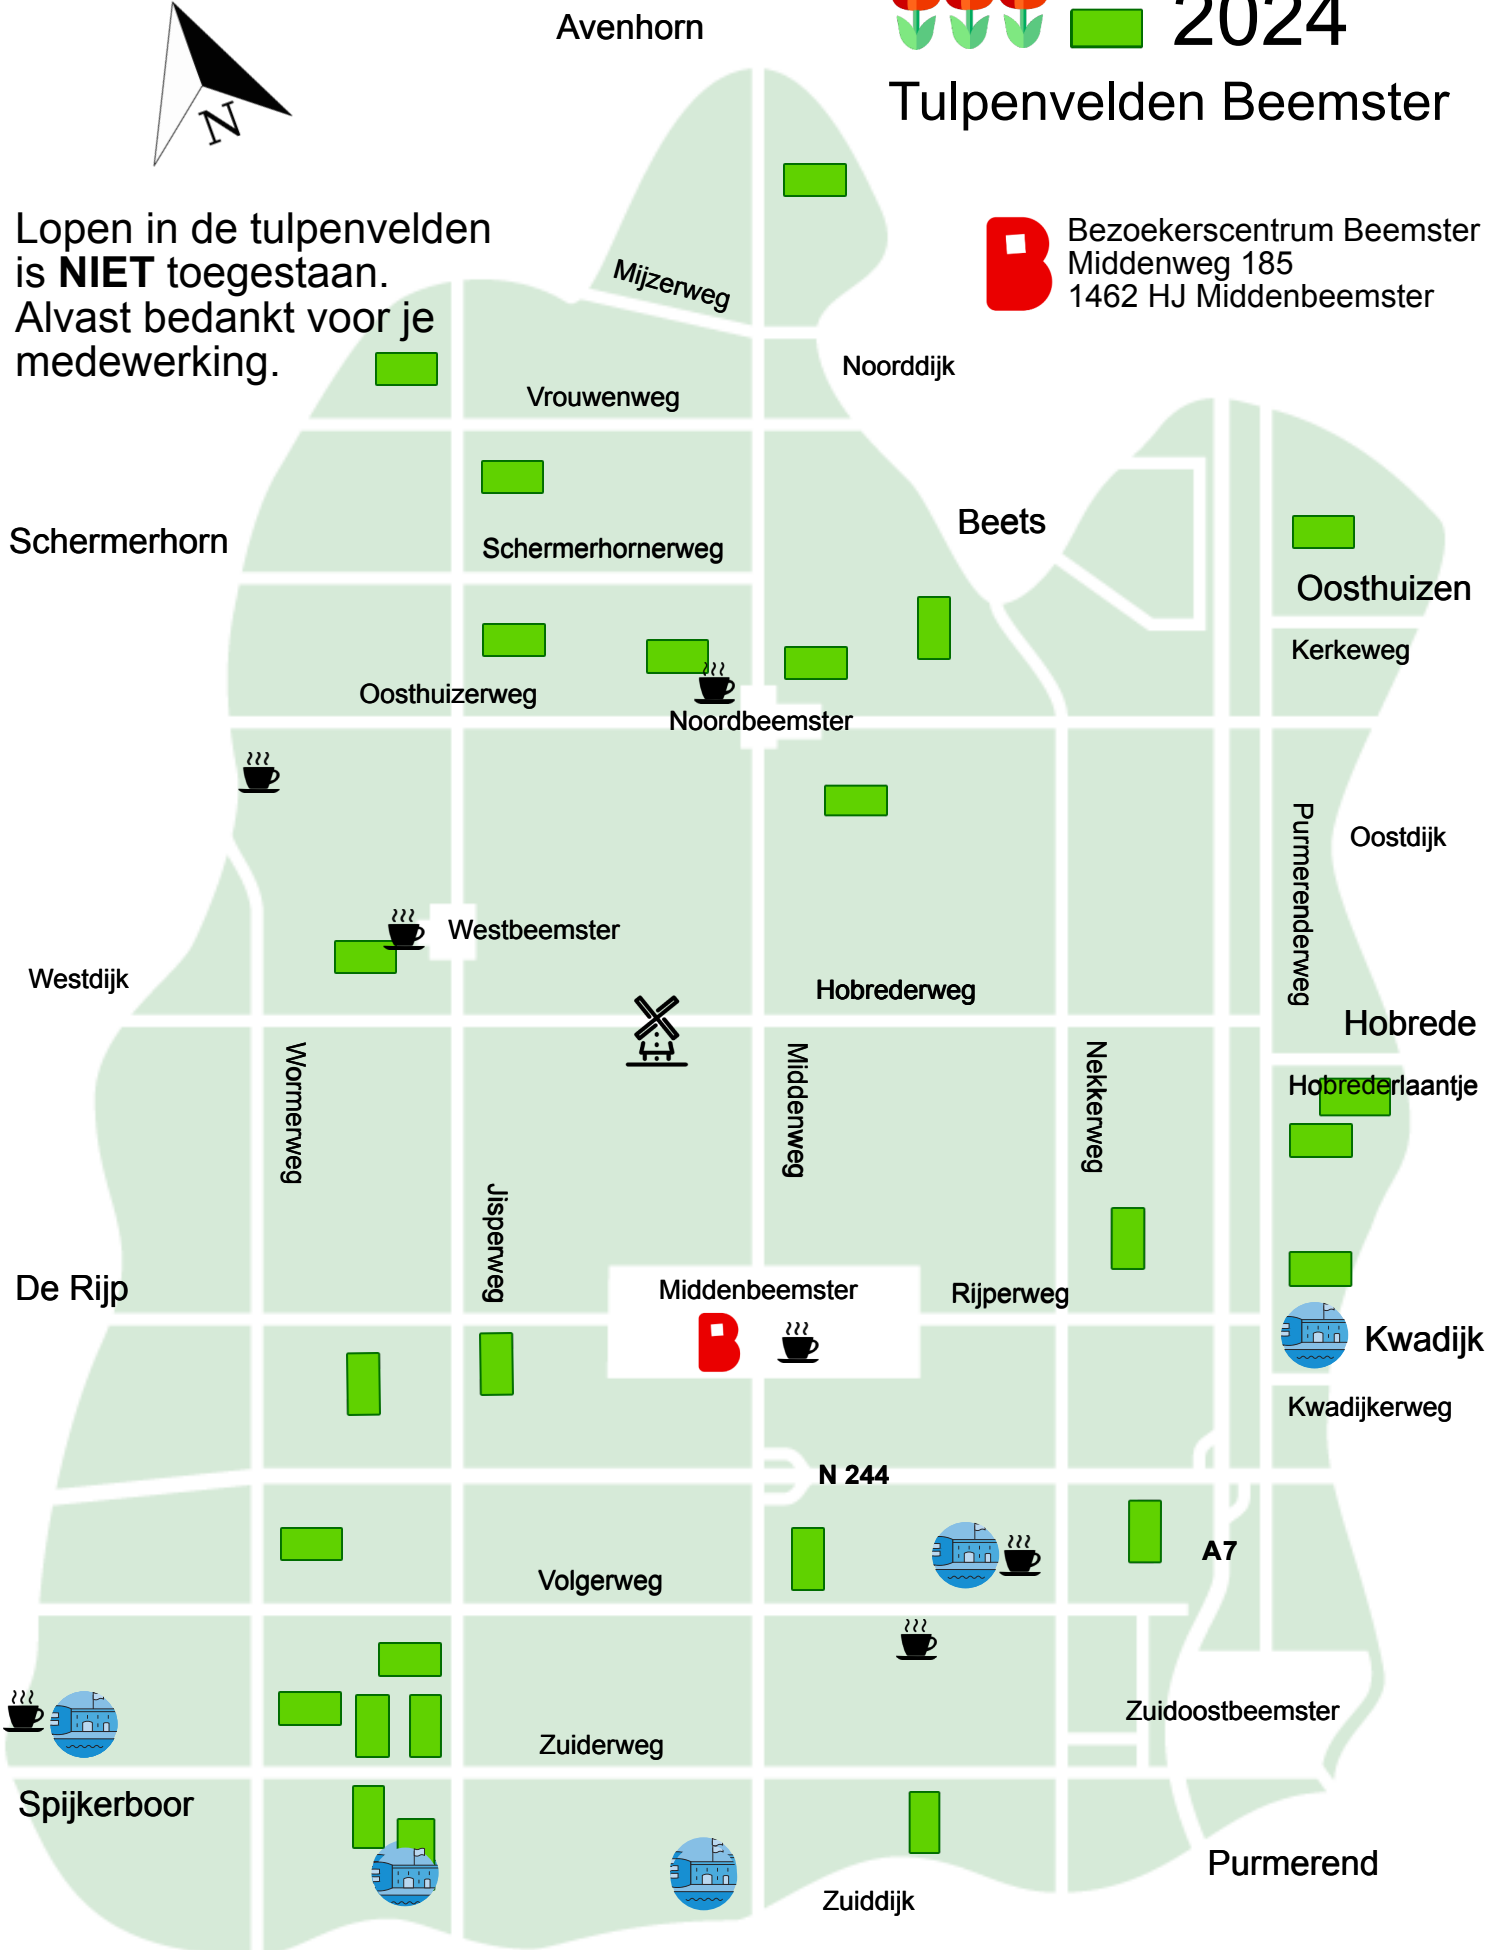 Avenhorn
2024
Tulpenvelden Beemster
N
Lopen in de tulpenvelden
is NIET toegestaan.
Alvast bedankt voor je
medewerking.
B
Bezoekerscentrum Beemster
Middenweg 185
1462 HJ Middenbeemster
Mijzerweg
Noorddijk
Vrouwenweg
Beets
Schermerhorn
Schermerhornerweg
Oosthuizen
Kerkeweg
Oosthuizerweg
Noordbeemster
Purmerenderweg
Oostdijk
Westbeemster
Westdijk
Hobrederweg
Hobrede
Wormerweg
Middenweg
Nekkerweg
Hobrederlaantje
Jisperweg
De Rijp
Middenbeemster
Rijperweg
B
Kwadijk
Kwadijkerweg
N 244
A7
Volgerweg
Zuidoostbeemster
Zuiderweg
Spijkerboor
Purmerend
Zuiddijk